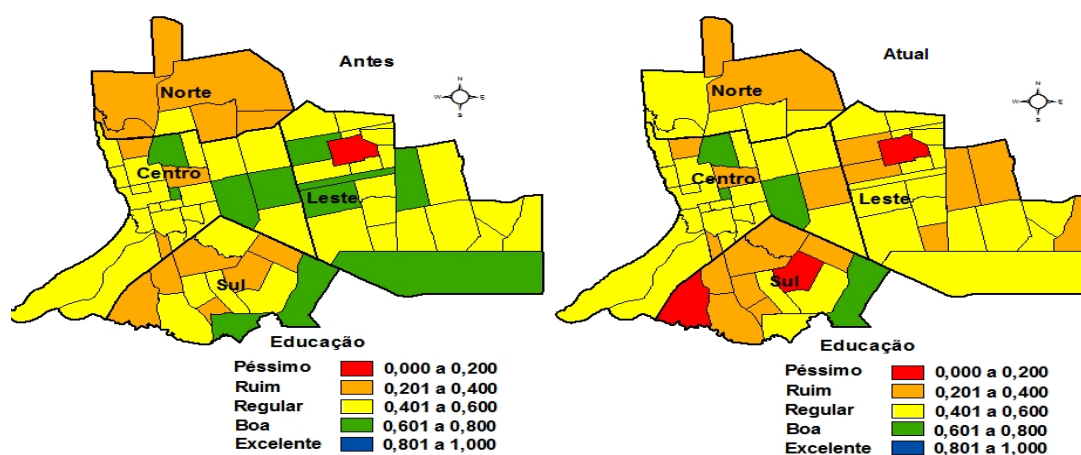 Antes
Norte
N
W E
S
Centro
Leste
Sul
Educação
Péssimo 0,000 a 0,200
Ruim 0,201 a 0,400
Regular 0,401 a 0,600
Boa 0,601 a 0,800
Excelente 0,801 a 1,000
Atual
Norte
N
W E
S
Centro
Leste
Sul
Educação
Péssimo 0,000 a 0,200
Ruim 0,201 a 0,400
Regular 0,401 a 0,600
Boa 0,601 a 0,800
Excelente 0,801 a 1,000